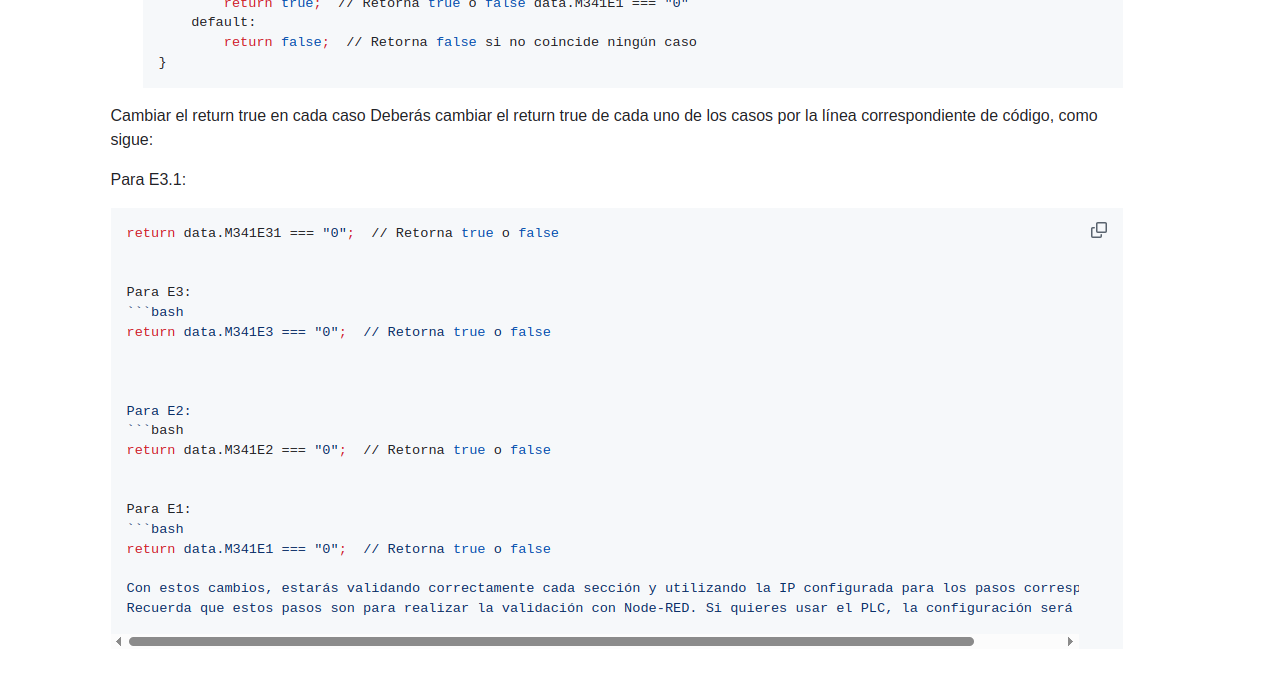 return true;  // Retorna true o false data.M341E1 === "0"
default:
return false;  // Retorna false si no coincide ningún caso
}
Cambiar el return true en cada caso Deberás cambiar el return true de cada uno de los casos por la línea correspondiente de código, como
sigue:
Para E3.1:
return data.M341E31 === "0";  // Retorna true o false
Para E3:
```bash
return data.M341E3 === "0";  // Retorna true o false
Para E2:
```bash
return data.M341E2 === "0";  // Retorna true o false
Para E1:
```bash
return data.M341E1 === "0";  // Retorna true o false
Con estos cambios, estarás validando correctamente cada sección y utilizando la IP configurada para los pasos corresp
Recuerda que estos pasos son para realizar la validación con Node-RED. Si quieres usar el PLC, la configuración será